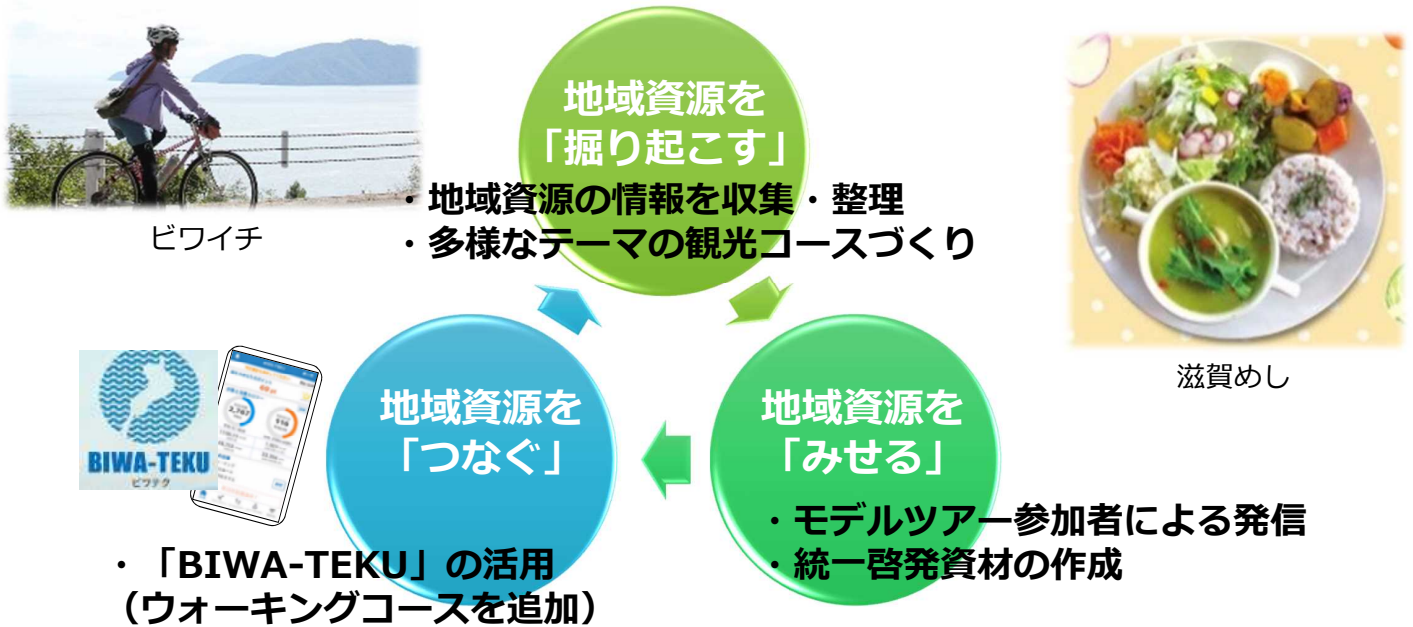 地域資源を
「掘り起こす」
・地域資源の情報を収集・整理
・多様なテーマの観光コースづくり
ビワイチ
滋賀めし
地域資源を
「みせる」
・モデルツアー参加者による発信
・統一啓発資材の作成
地域資源を
「つなぐ」
BIWA-TEKU
ビワテク
・「BIWA-TEKU」の活用
（ウォーキングコースを追加）